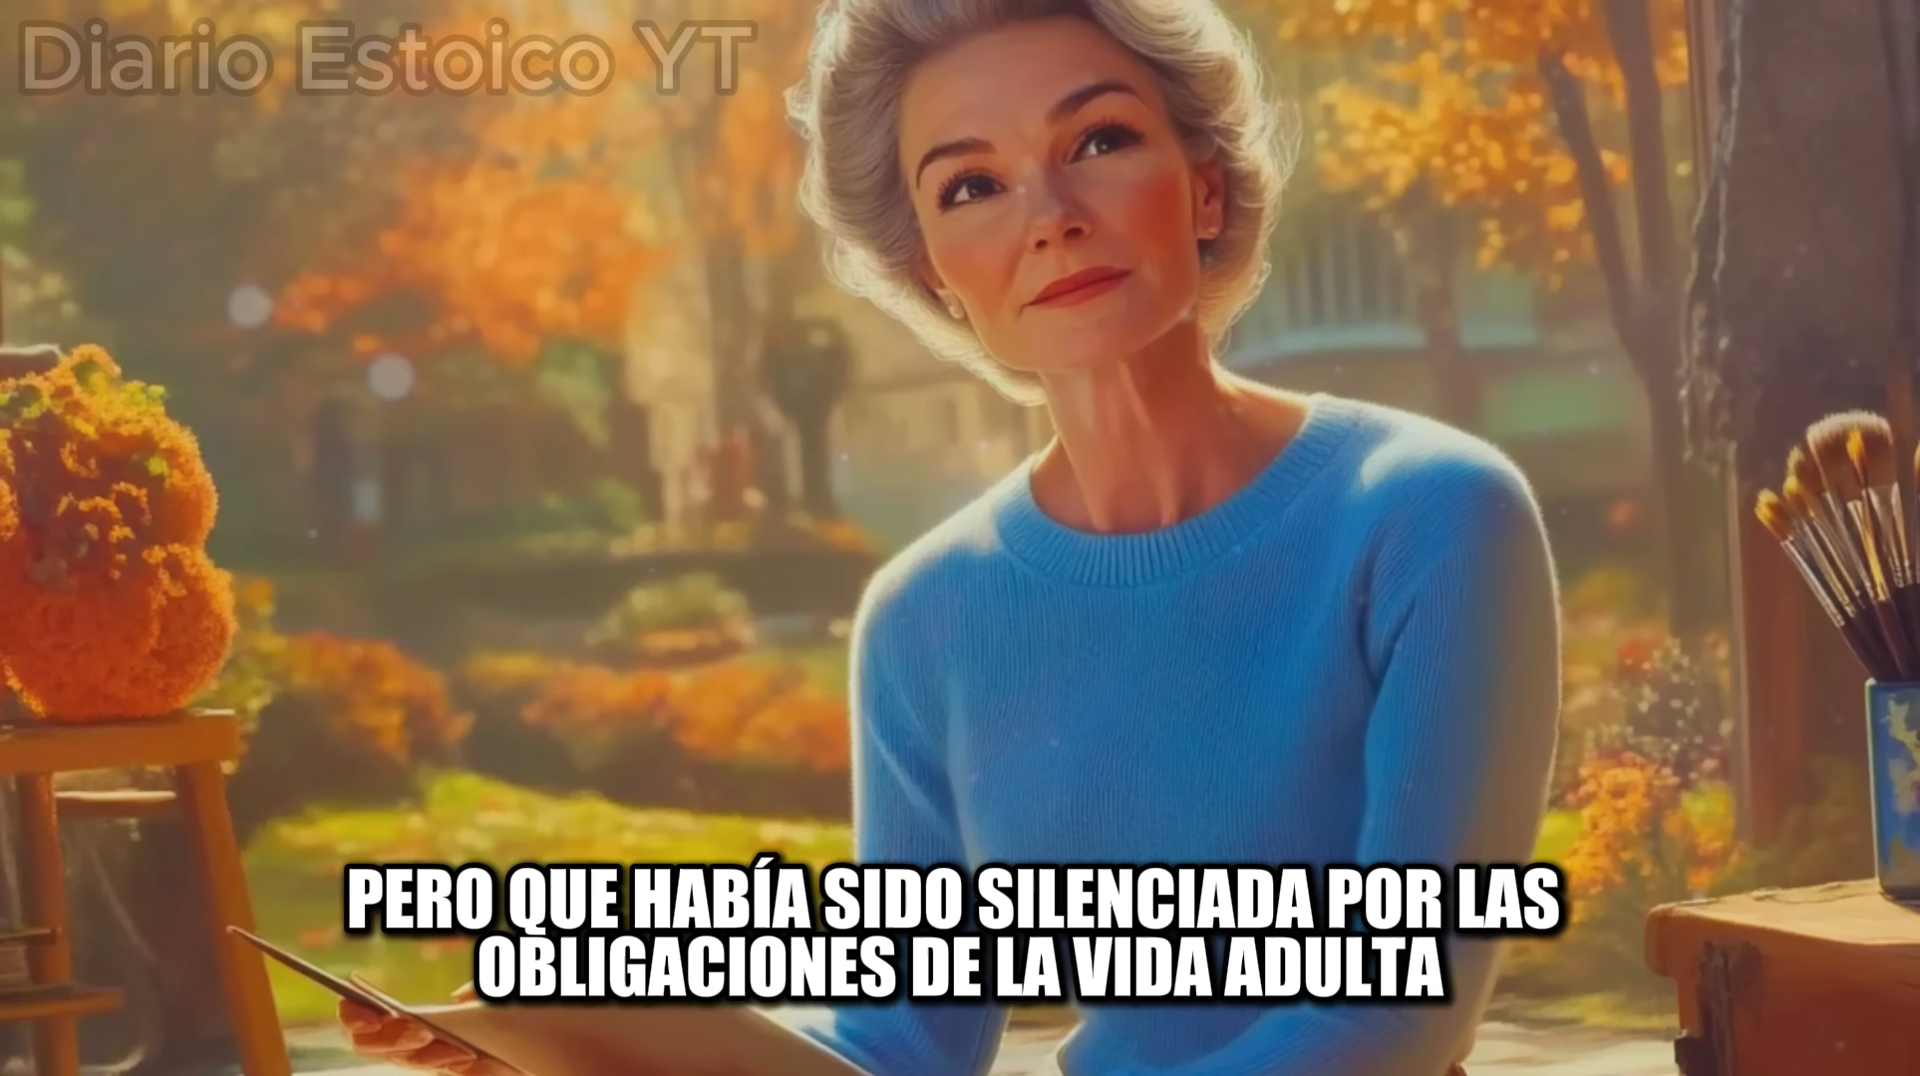 Diario Estoico YT
PERO QUE HABÍA SIDO SILENCIADA POR LAS
OBLIGACIONES DE LA VIDA ADULTA